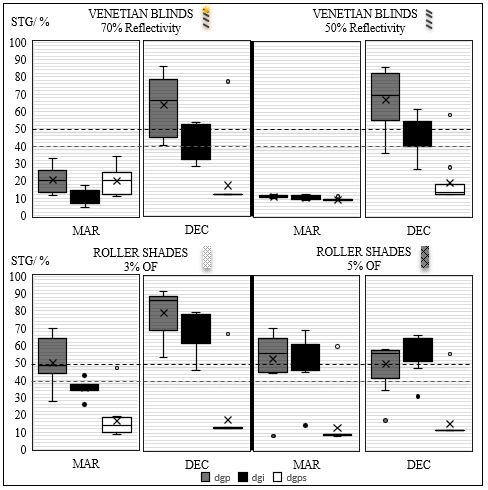 STG/ %
VENETIAN BLINDS
70% Reflectivity
VENETIAN BLINDS
50% Reflectivity
100
90
80
70
60
50
40
30
20
10
0
MAR
DEC
MAR
DEC
STG/ %
ROLLER SHADES
3% OF
ROLLER SHADES
5% OF
100
90
80
70
60
50
40
30
20
10
0
MAR
DEC
MAR
DEC
dgp dgi dgps